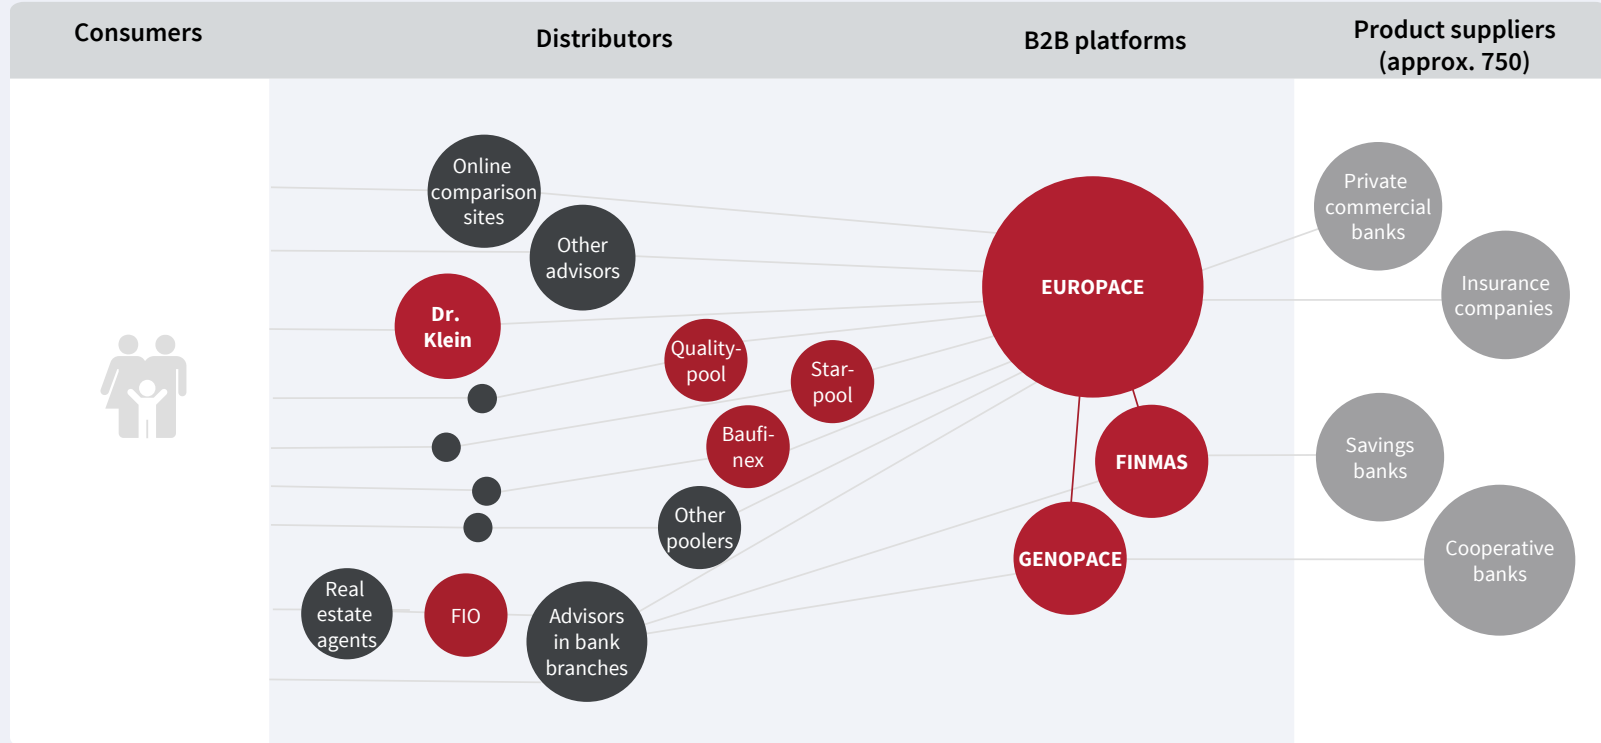 Consumers
Distributors
B2B platforms
Product suppliers
(approx. 750)
Online
comparison
sites
Other
advisors
Dr.
Klein
Quality-
pool
Star-
pool
Baufi-
nex
Other
poolers
Real
estate
agents
FIO
Advisors
in bank
branches
EUROPACE
FINMAS
GENOPACE
Private
commercial
banks
Insurance
companies
Savings
banks
Cooperative
banks